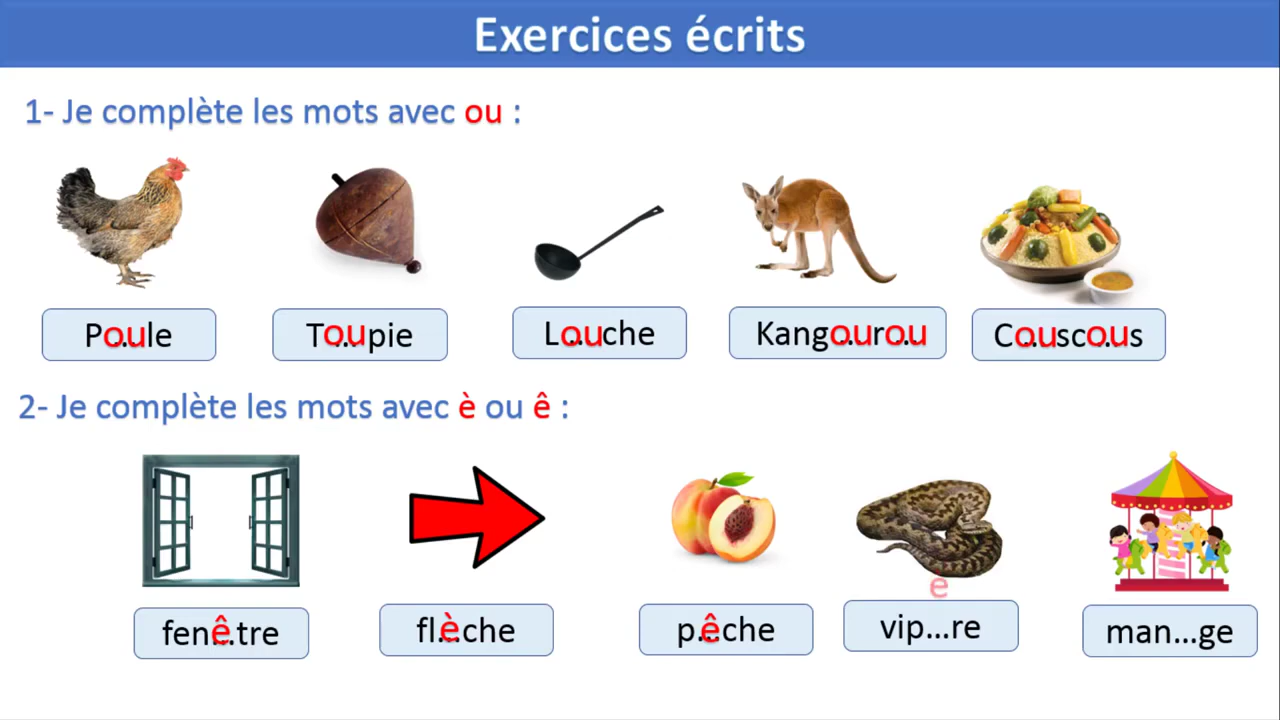 Exercices écrits
1- Je complète les mots avec ou :
Poule Toupie Louche Kangourou Couscous
2- Je complète les mots avec è ou ê :
e
fenêtre flèche pêche vip...re man...ge